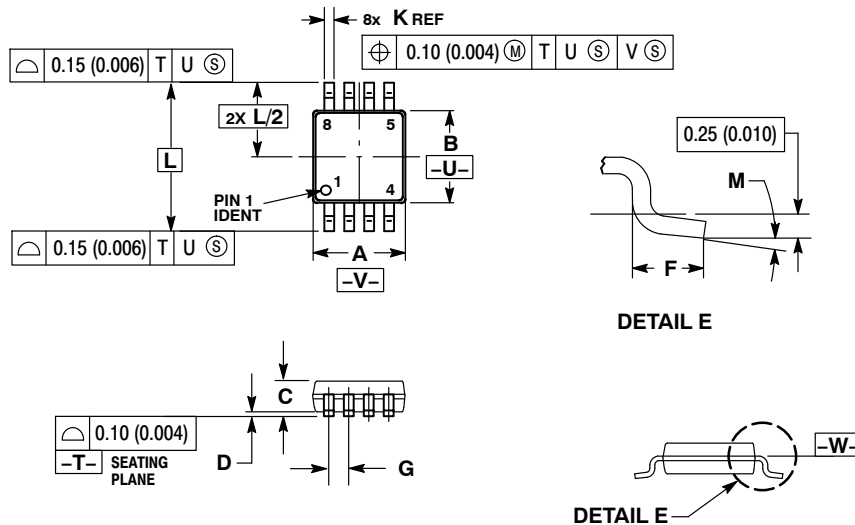 8x K REF
⌖ 0.10 (0.004) Ⓜ T U Ⓢ V Ⓢ
⌓ 0.15 (0.006) T U Ⓢ
2X L/2
L
8 5
B
–U–
0.25 (0.010)
M
PIN 1
IDENT
1
4
⌓ 0.15 (0.006) T U Ⓢ
A
–V–
F
DETAIL E
C
⌓ 0.10 (0.004)
–T– SEATING
PLANE
D
G
–W–
DETAIL E